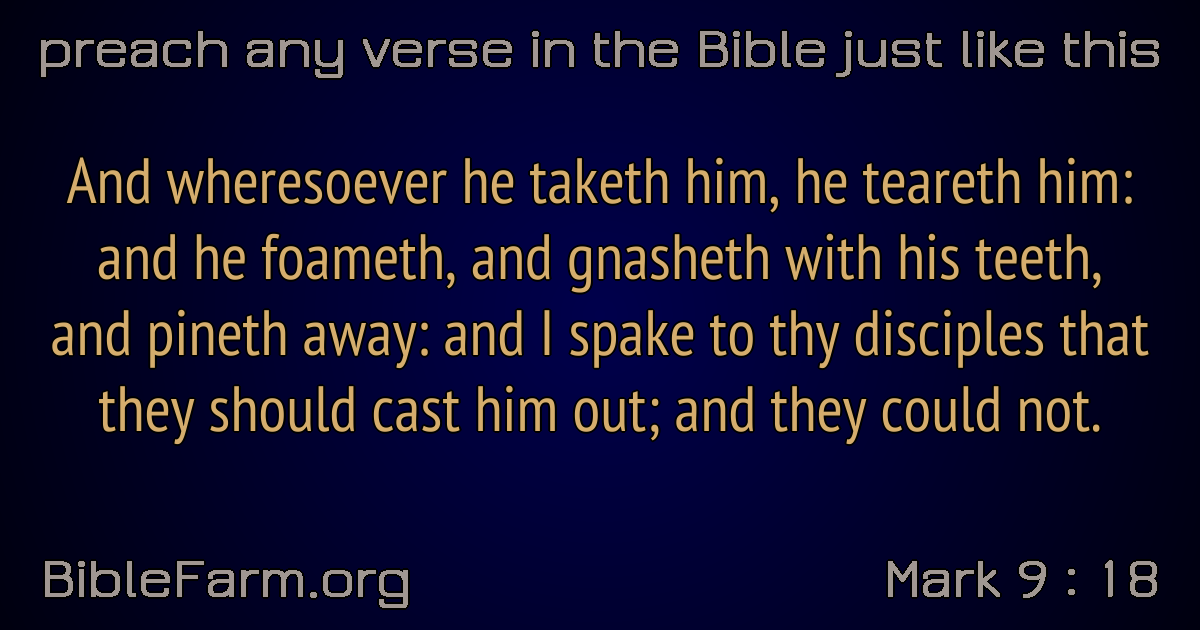 preach any verse in the Bible just like this
And wheresoever he taketh him, he teareth him:
and he foameth, and gnasheth with his teeth,
and pineth away: and I spake to thy disciples that
they should cast him out; and they could not.
BibleFarm.org
Mark 9 : 18